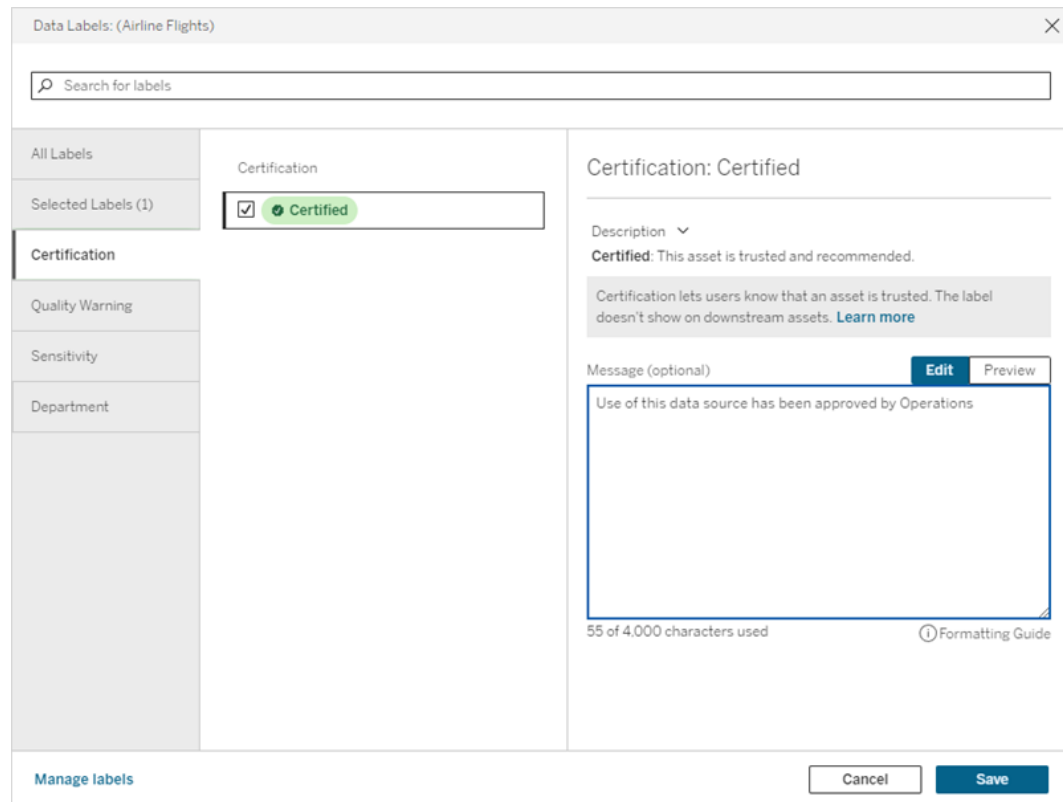 Data Labels: (Airline Flights)
Search for labels
All Labels
Selected Labels (1)
Certification
Quality Warning
Sensitivity
Department
Certification
Certified
Certification: Certified
Description
Certified: This asset is trusted and recommended.
Certification lets users know that an asset is trusted. The label
doesn't show on downstream assets. Learn more
Message (optional)
Edit
Preview
Use of this data source has been approved by Operations
55 of 4,000 characters used
Formatting Guide
Manage labels
Cancel
Save